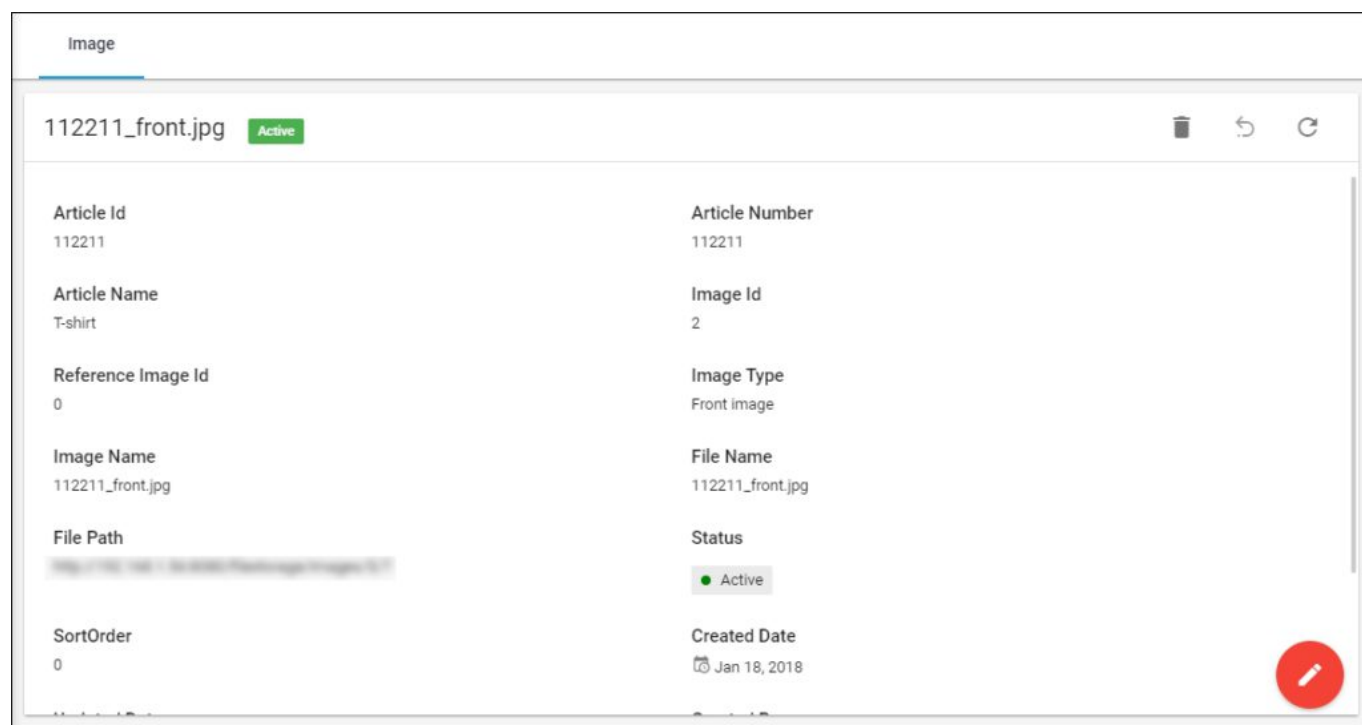 Image
112211_front.jpg Active
Article Id Article Number
112211 112211
Article Name Image Id
T-shirt 2
Reference Image Id Image Type
0 Front image
Image Name File Name
112211_front.jpg 112211_front.jpg
File Path Status
Active
SortOrder Created Date
0 Jan 18, 2018